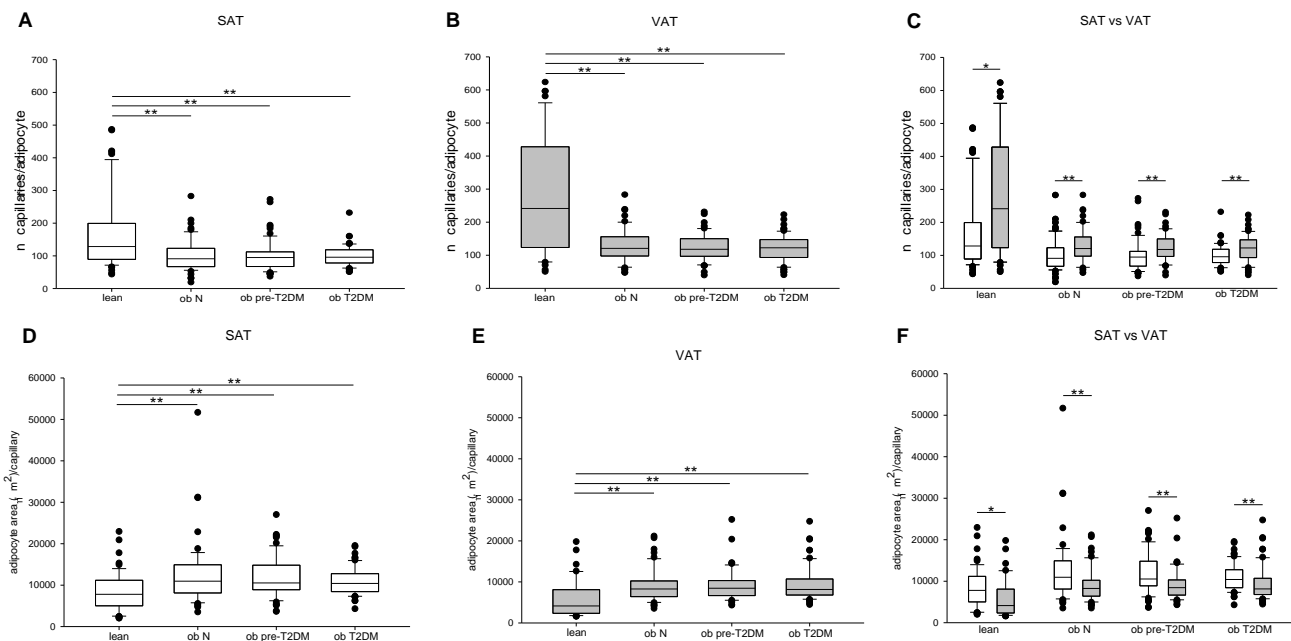 A
SAT
n capillaries/adipocyte
700
600
500
400
300
200
100
0
**
**
**
lean
ob N
ob pre-T2DM
ob T2DM
B
VAT
n capillaries/adipocyte
700
600
500
400
300
200
100
0
**
**
**
lean
ob N
ob pre-T2DM
ob T2DM
C
SAT vs VAT
n capillaries/adipocyte
700
600
500
400
300
200
100
0
*
**
**
**
lean
ob N
ob pre-T2DM
ob T2DM
D
SAT
adipocyte area ( m²)/capillary
60000
50000
40000
30000
20000
10000
0
**
**
**
lean
ob N
ob pre-T2DM
ob T2DM
E
VAT
adipocyte area ( m²)/capillary
60000
50000
40000
30000
20000
10000
0
**
**
**
lean
ob N
ob pre-T2DM
ob T2DM
F
SAT vs VAT
adipocyte area ( m²)/capillary
60000
50000
40000
30000
20000
10000
0
*
**
**
**
lean
ob N
ob pre-T2DM
ob T2DM